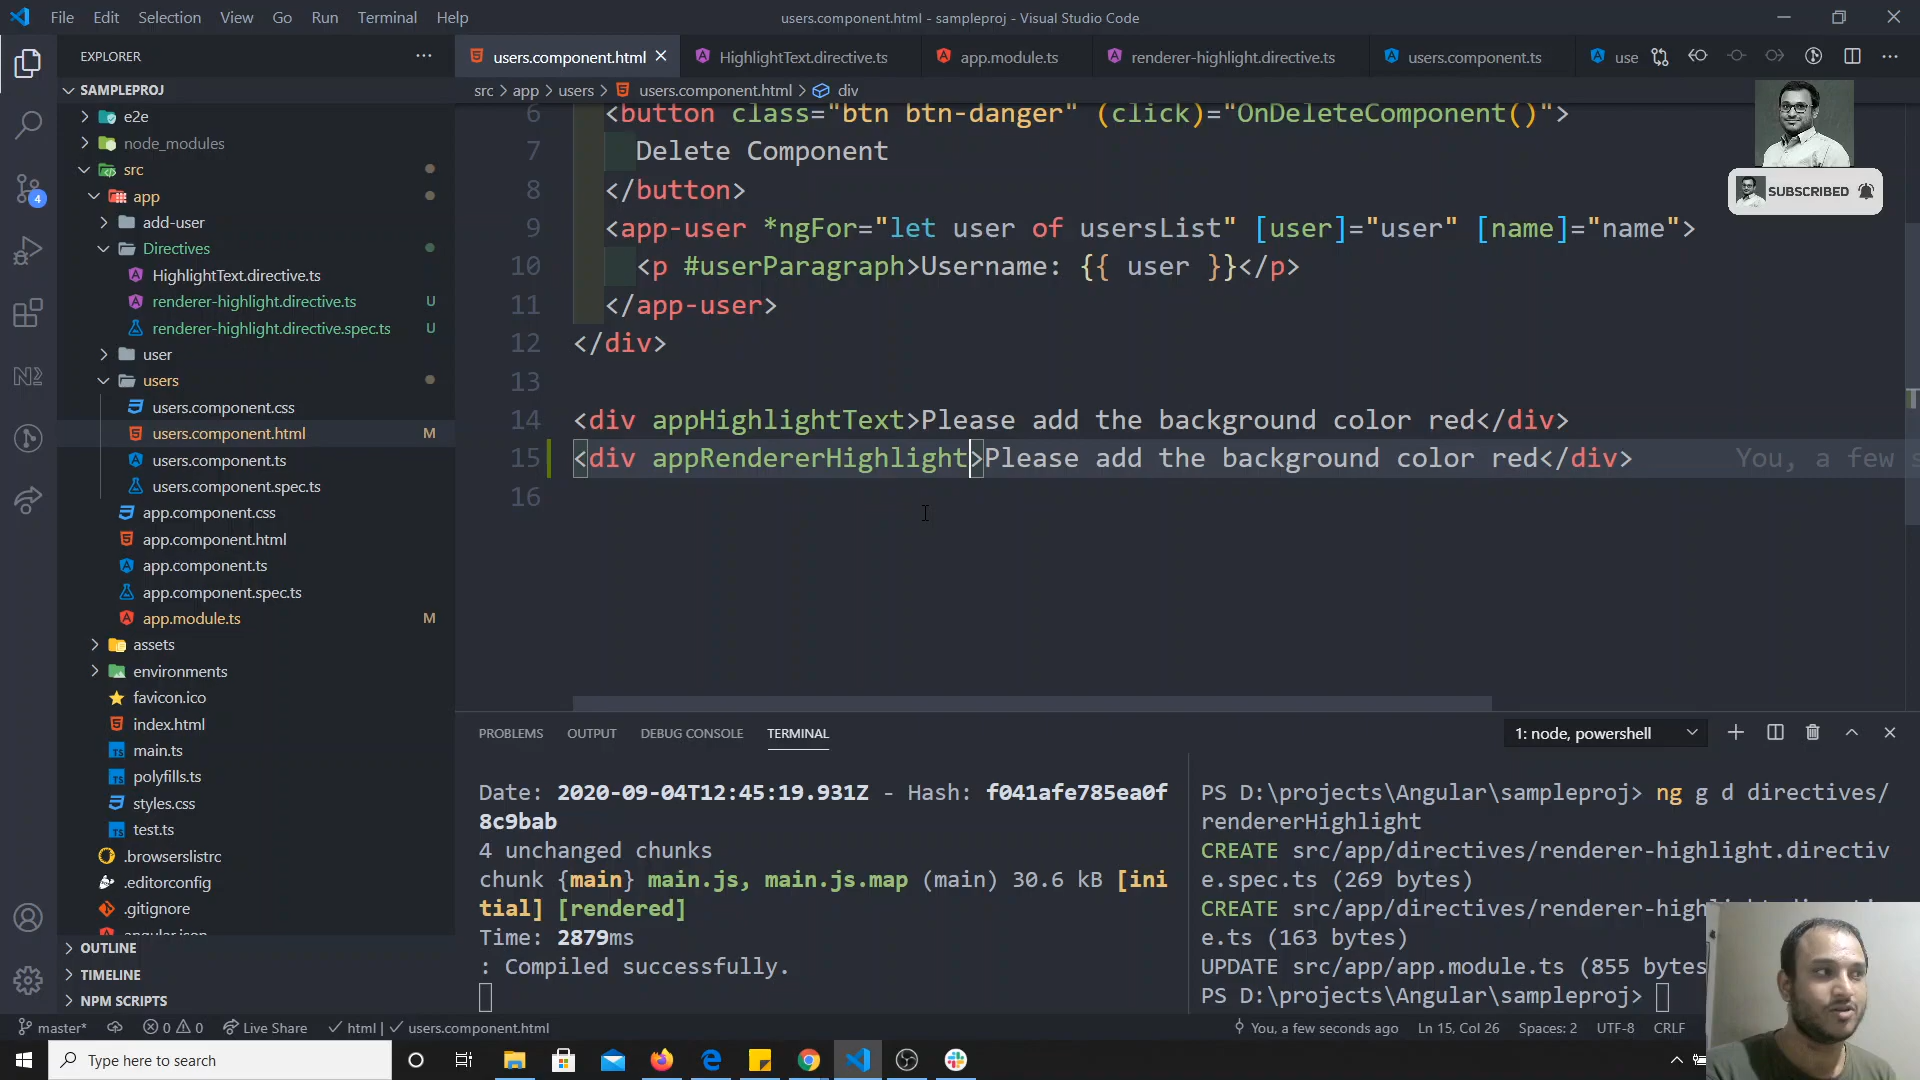 File Edit Selection View Go Run Terminal Help
users.component.html - sampleproj - Visual Studio Code
EXPLORER
users.component.html
HighlightText.directive.ts
app.module.ts
renderer-highlight.directive.ts
users.component.ts
use
src > app > users > users.component.html > div
SAMPLEPROJ
e2e
node_modules
src
app
add-user
Directives
HighlightText.directive.ts
renderer-highlight.directive.ts U
renderer-highlight.directive.spec.ts U
user
users
users.component.css
users.component.html M
users.component.ts
users.component.spec.ts
app.component.css
app.component.html
app.component.ts
app.component.spec.ts
app.module.ts M
assets
environments
favicon.ico
index.html
main.ts
polyfills.ts
styles.css
test.ts
.browserslistrc
.editorconfig
.gitignore
angular.json
OUTLINE
TIMELINE
NPM SCRIPTS
4
6 <button class="btn btn-danger" (click)="OnDeleteComponent()">
7 Delete Component
8 </button>
9 <app-user *ngFor="let user of usersList" [user]="user" [name]="name">
10 <p #userParagraph>Username: {{ user }}</p>
11 </app-user>
12 </div>
13
14 <div appHighlightText>Please add the background color red</div>
15 <div appRendererHighlight>Please add the background color red</div> You, a few s
16
SUBSCRIBED
PROBLEMS OUTPUT DEBUG CONSOLE TERMINAL
1: node, powershell
Date: 2020-09-04T12:45:19.931Z - Hash: f041afe785ea0f
8c9bab
4 unchanged chunks
chunk {main} main.js, main.js.map (main) 30.6 kB [ini
tial] [rendered]
Time: 2879ms
: Compiled successfully.
PS D:\projects\Angular\sampleproj> ng g d directives/
rendererHighlight
CREATE src/app/directives/renderer-highlight.directiv
e.spec.ts (269 bytes)
CREATE src/app/directives/renderer-highlight.directiv
e.ts (163 bytes)
UPDATE src/app/app.module.ts (855 bytes
PS D:\projects\Angular\sampleproj>
master* 0 0 Live Share html | users.component.html
You, a few seconds ago Ln 15, Col 26 Spaces: 2 UTF-8 CRLF
Type here to search